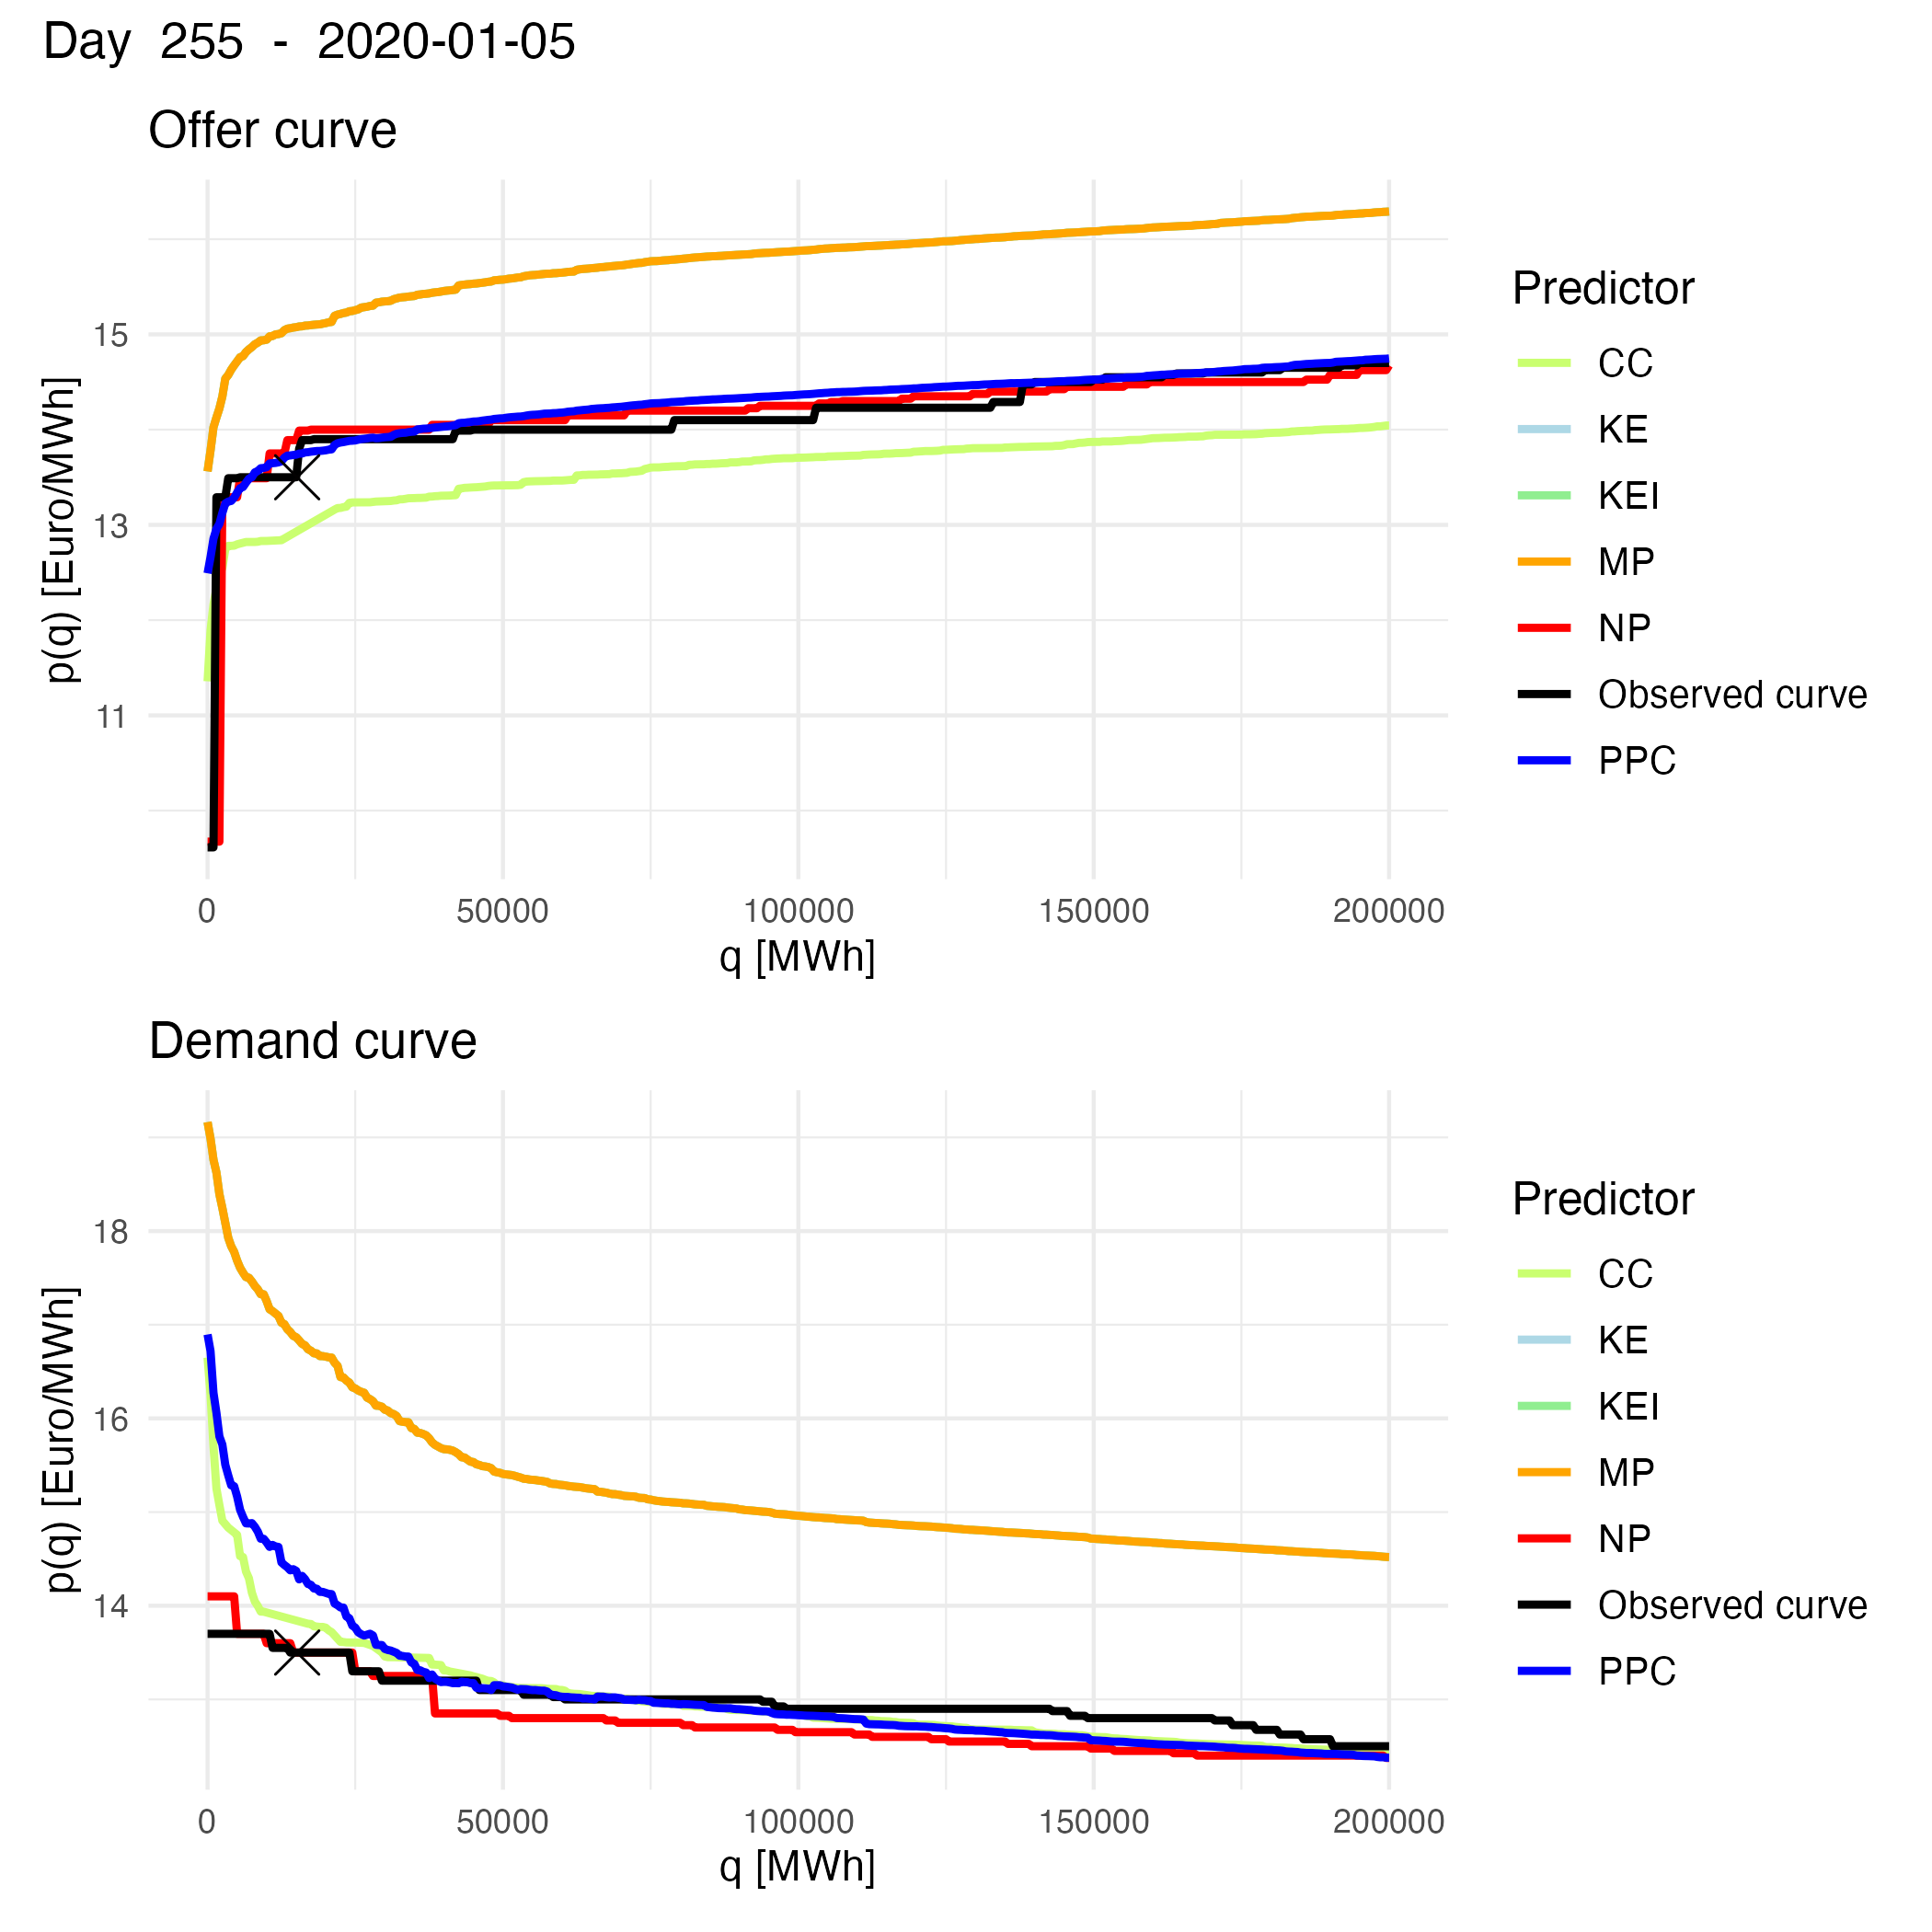 Day 255 - 2020-01-05
Offer curve
p(q) [Euro/MWh]
15
13
11
0 50000 100000 150000 200000
q [MWh]
Predictor
CC
KE
KEI
MP
NP
Observed curve
PPC
Demand curve
p(q) [Euro/MWh]
18
16
14
0 50000 100000 150000 200000
q [MWh]
Predictor
CC
KE
KEI
MP
NP
Observed curve
PPC